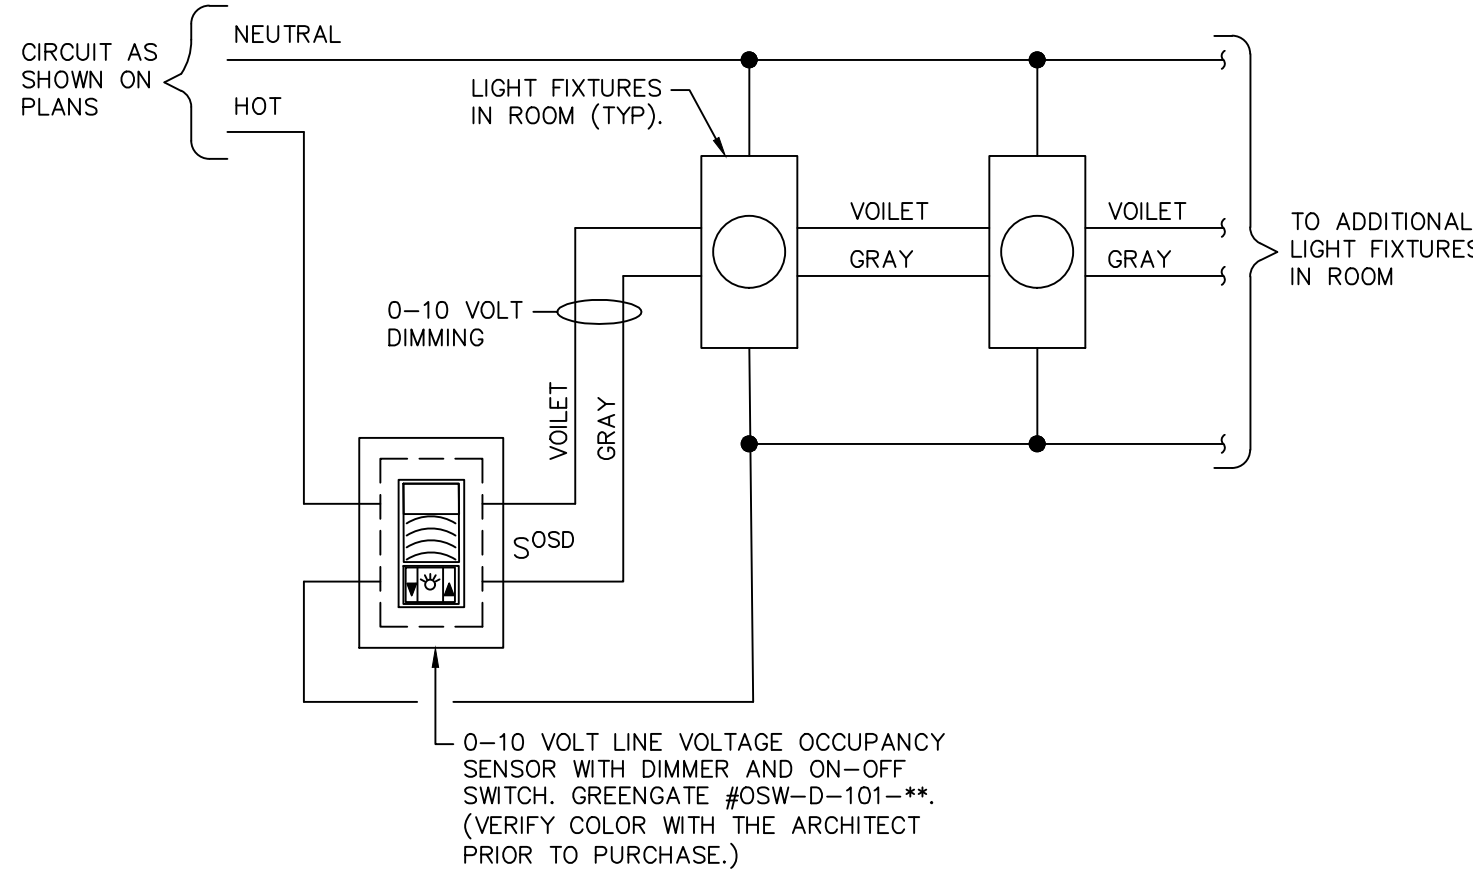 CIRCUIT AS
SHOWN ON
PLANS
NEUTRAL
HOT
LIGHT FIXTURES
IN ROOM (TYP).
VOILET
GRAY
VOILET
GRAY
TO ADDITIONAL
LIGHT FIXTURES
IN ROOM
0-10 VOLT
DIMMING
VOILET
GRAY
SOSD
0-10 VOLT LINE VOLTAGE OCCUPANCY
SENSOR WITH DIMMER AND ON-OFF
SWITCH. GREENGATE #OSW-D-101-**.
(VERIFY COLOR WITH THE ARCHITECT
PRIOR TO PURCHASE.)